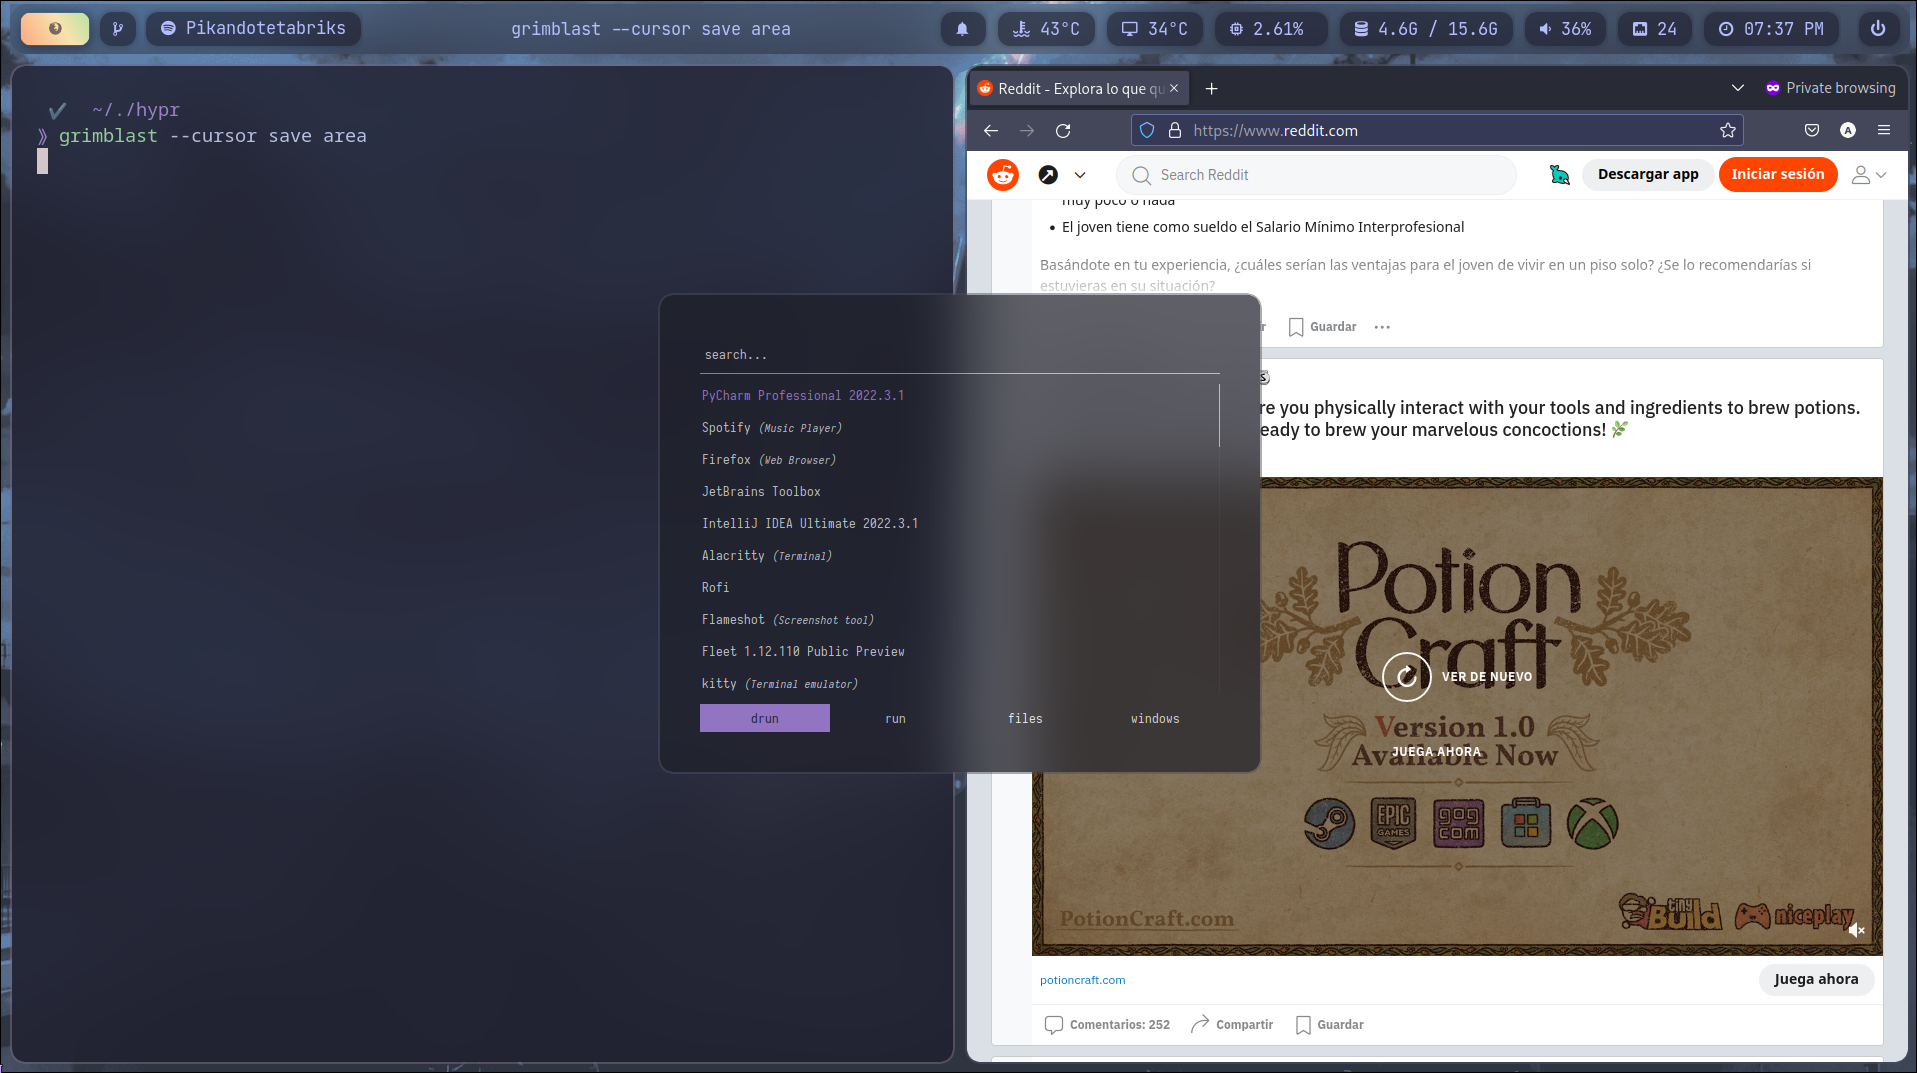 Pikandotetabriks
grimblast --cursor save area
43°C
34°C
2.61%
4.6G / 15.6G
36%
24
07:37 PM
~/./hypr
》 grimblast --cursor save area
Reddit - Explora lo que qu
Private browsing
https://www.reddit.com
Search Reddit
Descargar app
Iniciar sesión
muy poco o nada
• El joven tiene como sueldo el Salario Mínimo Interprofesional
Basándote en tu experiencia, ¿cuáles serían las ventajas para el joven de vivir en un piso solo? ¿Se lo recomendarías si
estuvieras en su situación?
r Guardar ...
s
re you physically interact with your tools and ingredients to brew potions.
eady to brew your marvelous concoctions! 🌿
search...
PyCharm Professional 2022.3.1
Spotify (Music Player)
Firefox (Web Browser)
JetBrains Toolbox
IntelliJ IDEA Ultimate 2022.3.1
Alacritty (Terminal)
Rofi
Flameshot (Screenshot tool)
Fleet 1.12.110 Public Preview
kitty (Terminal emulator)
drun run files windows
Potion
Craft
VER DE NUEVO
Version 1.0
Available Now
JUEGA AHORA
EPIC
GAMES
GOG
COM
PotionCraft.com
tiny
Build
niceplay
potioncraft.com
Juega ahora
Comentarios: 252 Compartir Guardar